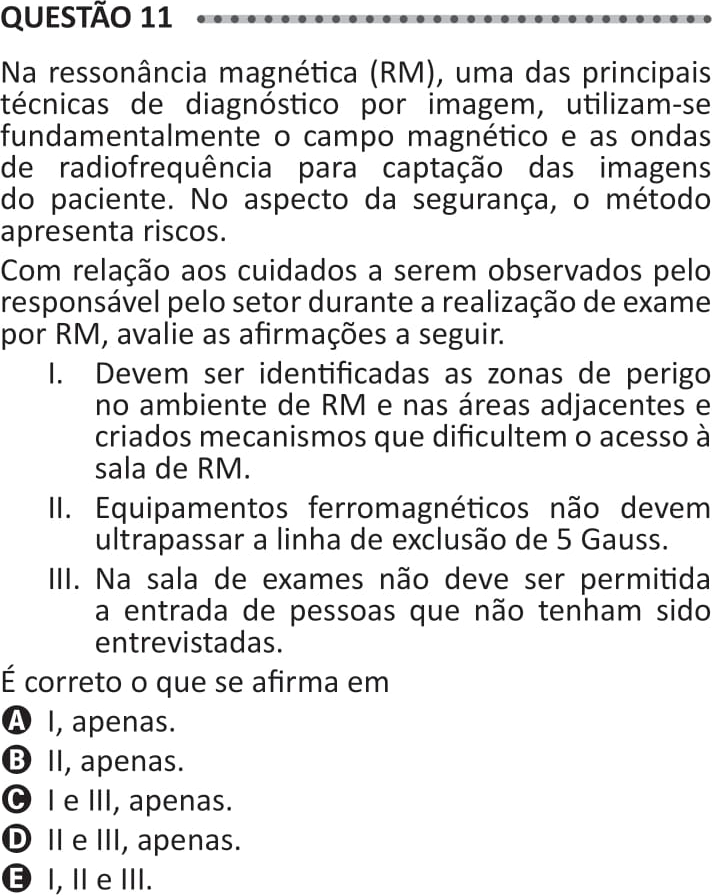 QUESTÃO 11
Na ressonância magnética (RM), uma das principais
técnicas de diagnóstico por imagem, utilizam-se
fundamentalmente o campo magnético e as ondas
de radiofrequência para captação das imagens
do paciente. No aspecto da segurança, o método
apresenta riscos.
Com relação aos cuidados a serem observados pelo
responsável pelo setor durante a realização de exame
por RM, avalie as afirmações a seguir.
I. Devem ser identificadas as zonas de perigo
no ambiente de RM e nas áreas adjacentes e
criados mecanismos que dificultem o acesso à
sala de RM.
II. Equipamentos ferromagnéticos não devem
ultrapassar a linha de exclusão de 5 Gauss.
III. Na sala de exames não deve ser permitida
a entrada de pessoas que não tenham sido
entrevistadas.
É correto o que se afirma em
A I, apenas.
B II, apenas.
C I e III, apenas.
D II e III, apenas.
E I, II e III.